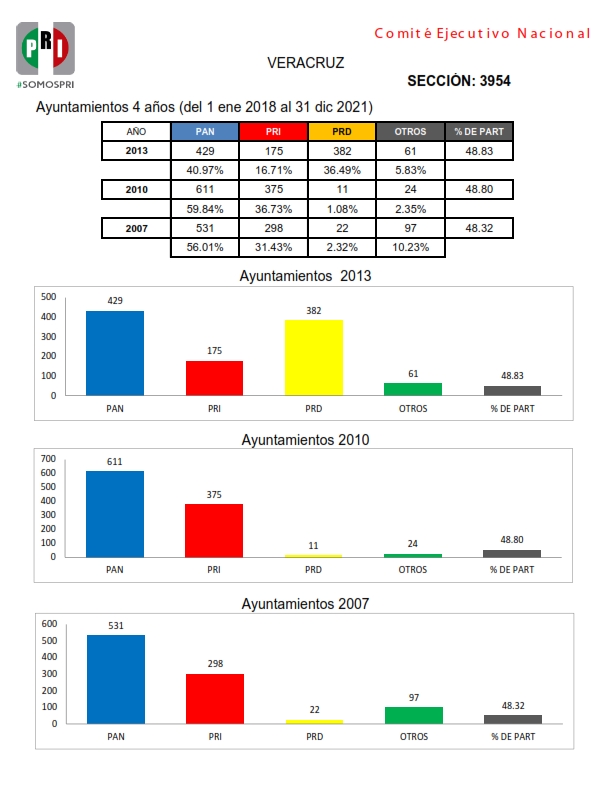 Comité Ejecutivo Nacional
PRI
#SOMOSPRI
VERACRUZ
SECCIÓN: 3954
Ayuntamientos 4 años (del 1 ene 2018 al 31 dic 2021)
AÑO PAN PRI PRD OTROS % DE PART
2013 429 175 382 61 48.83
40.97% 16.71% 36.49% 5.83%
2010 611 375 11 24 48.80
59.84% 36.73% 1.08% 2.35%
2007 531 298 22 97 48.32
56.01% 31.43% 2.32% 10.23%
Ayuntamientos 2013
500
400
300
200
100
0
429 175 382 61 48.83
PAN PRI PRD OTROS % DE PART
Ayuntamientos 2010
700
600
500
400
300
200
100
0
611 375 11 24 48.80
PAN PRI PRD OTROS % DE PART
Ayuntamientos 2007
600
500
400
300
200
100
0
531 298 22 97 48.32
PAN PRI PRD OTROS % DE PART